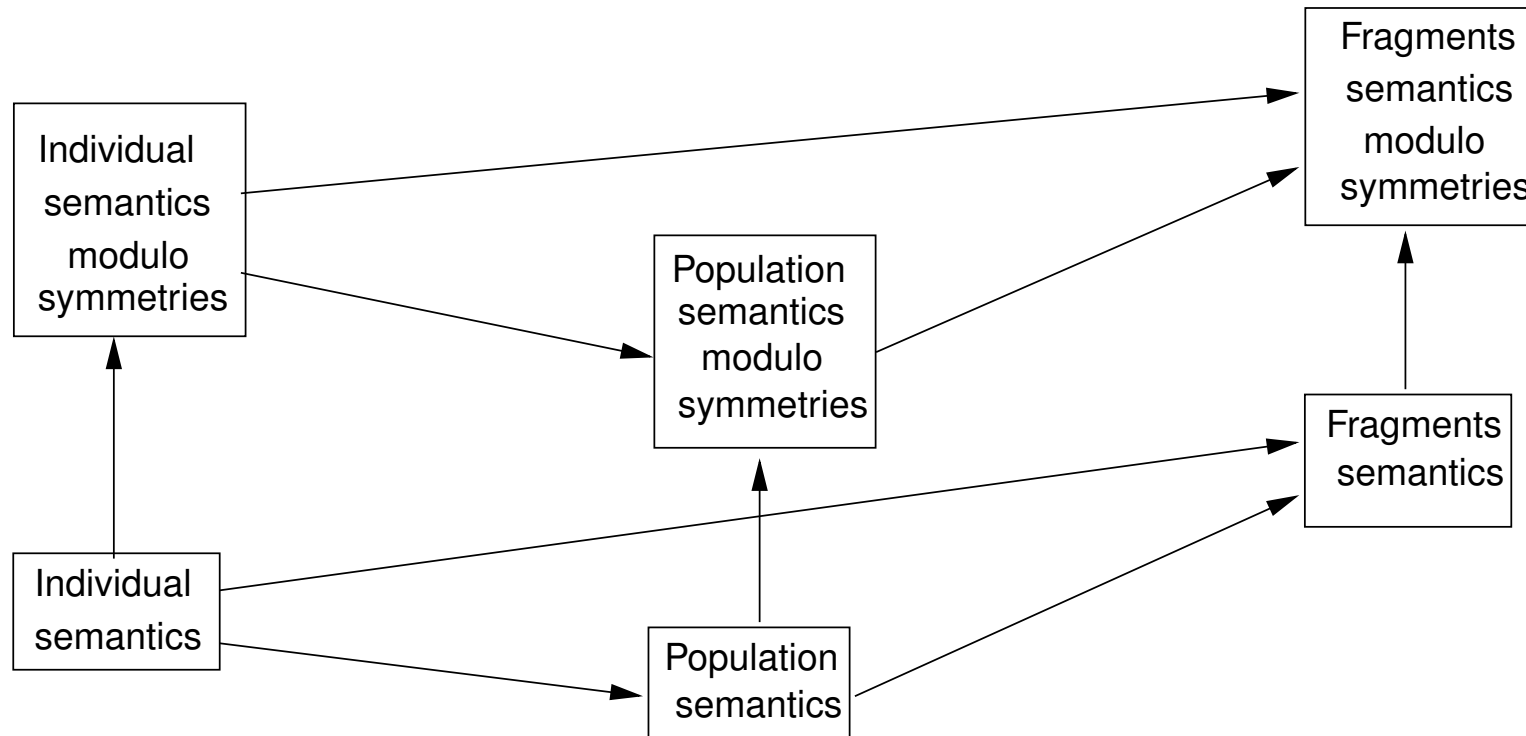 Fragments
semantics
modulo
symmetries
Individual
semantics
modulo
symmetries
Population
semantics
modulo
symmetries
Fragments
semantics
Individual
semantics
Population
semantics